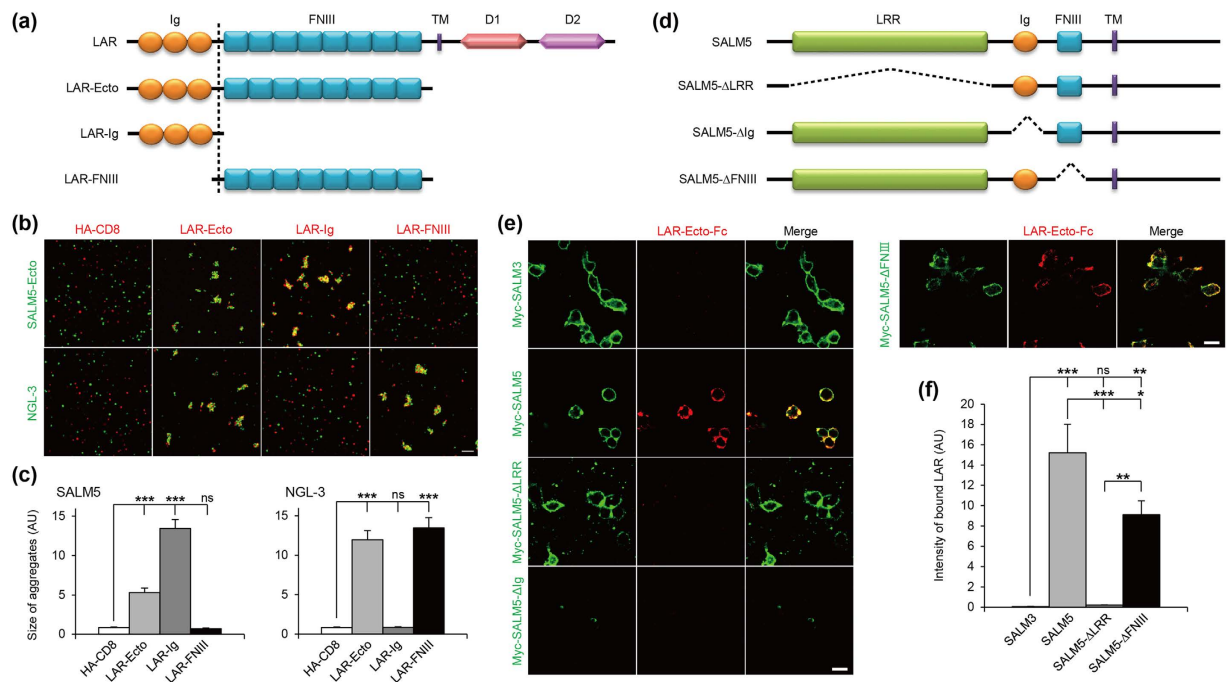 (a)
Ig
FNIII
TM
D1
D2
LAR
LAR-Ecto
LAR-Ig
LAR-FNIII
(b)
HA-CD8
LAR-Ecto
LAR-Ig
LAR-FNIII
SALM5-Ecto
NGL-3
(c)
SALM5
Size of aggregates (AU)
15
10
5
0
***
***
ns
HA-CD8
LAR-Ecto
LAR-Ig
LAR-FNIII
NGL-3
15
10
5
0
***
ns
***
HA-CD8
LAR-Ecto
LAR-Ig
LAR-FNIII
(d)
LRR
Ig
FNIII
TM
SALM5
SALM5-ΔLRR
SALM5-ΔIg
SALM5-ΔFNIII
(e)
LAR-Ecto-Fc
Merge
Myc-SALM3
Myc-SALM5
Myc-SALM5-ΔLRR
Myc-SALM5-ΔIg
LAR-Ecto-Fc
Merge
Myc-SALM5-ΔFNIII
(f)
Intensity of bound LAR (AU)
20
18
16
14
12
10
8
6
4
2
0
***
ns
**
***
*
**
SALM3
SALM5
SALM5-ΔLRR
SALM5-ΔFNIII